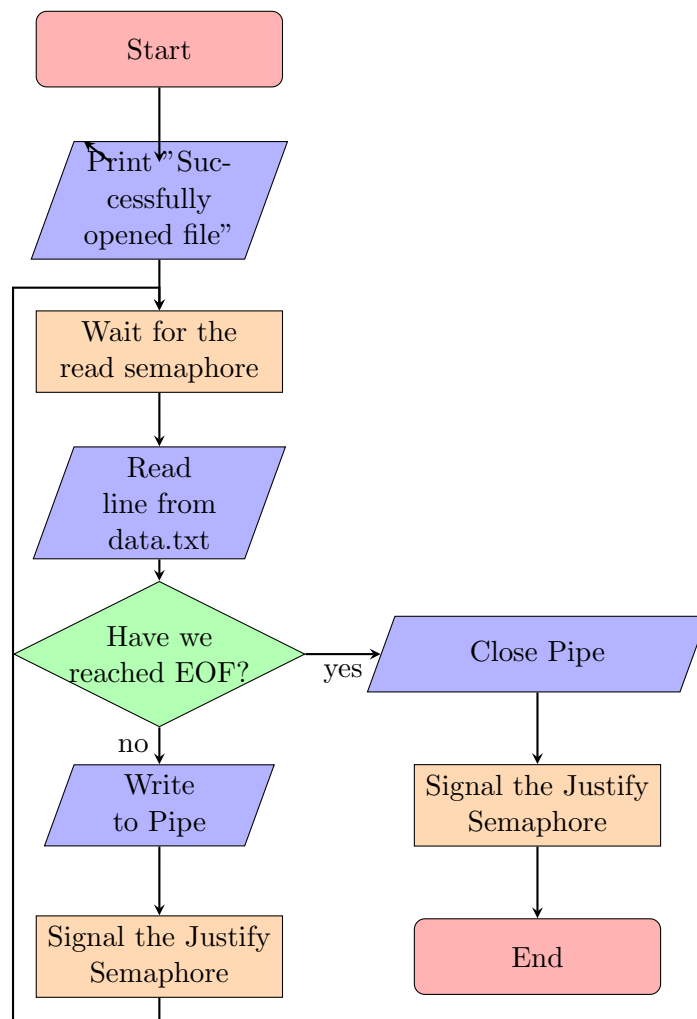 Start
Print ”Suc-
cessfully
opened file”
Wait for the
read semaphore
Read
line from
data.txt
Have we
reached EOF?
yes
Close Pipe
no
Write
to Pipe
Signal the Justify
Semaphore
Signal the Justify
Semaphore
End